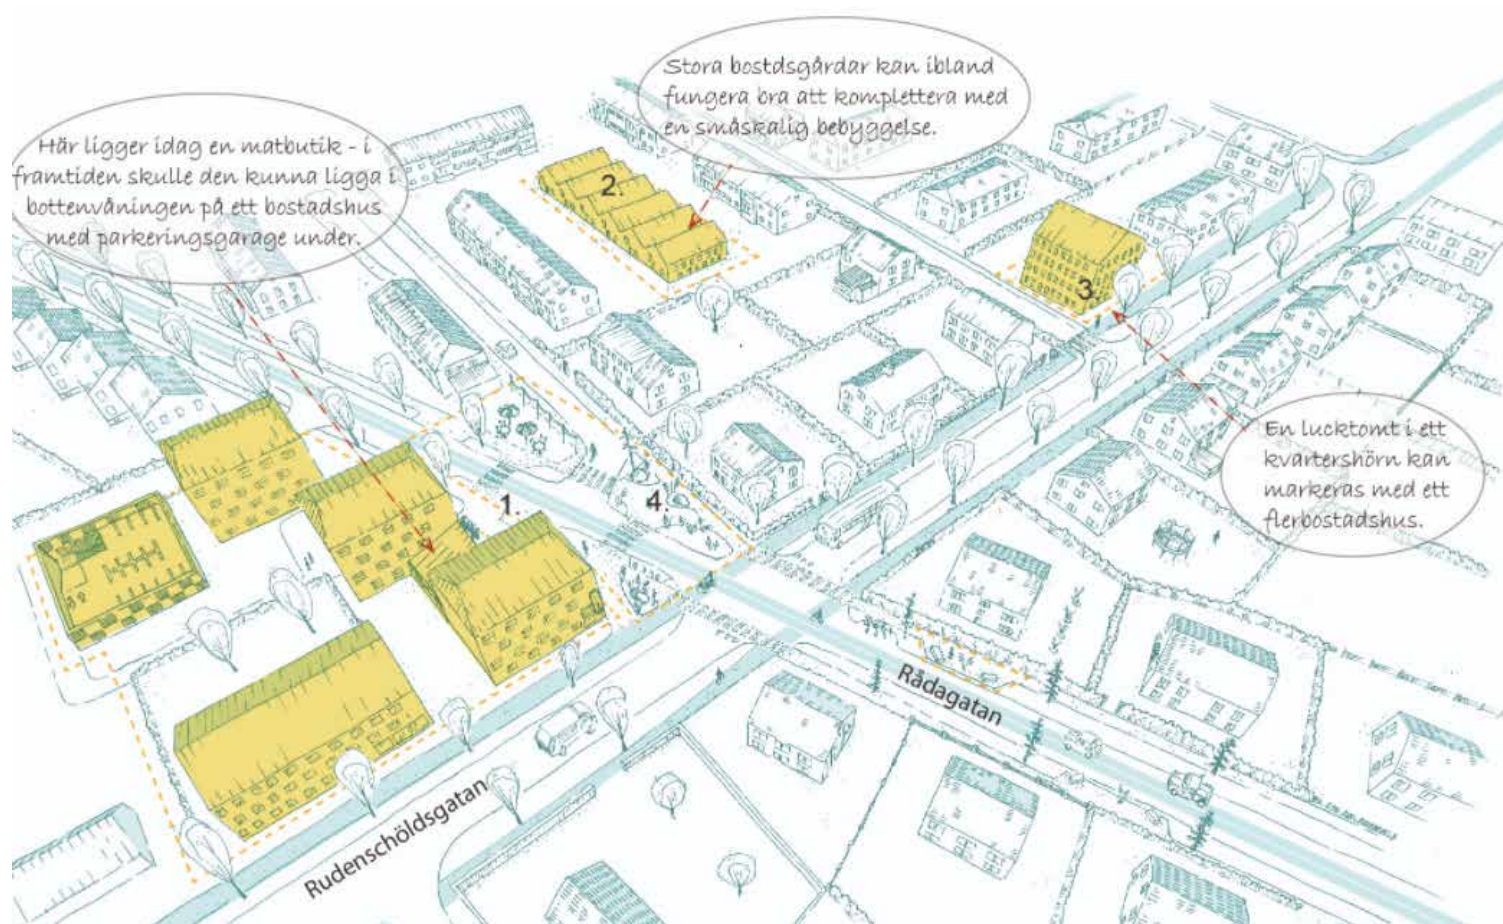 Stora bostdsgårdar kan ibland
fungera bra att komplettera med
en småskalig bebyggelse.
Här ligger idag en matbutik - i
framtiden skulle den kunna ligga i
bottenvåningen på ett bostadshus
med parkeringsgarage under.
2.
3.
En lucktomt i ett
kvartershörn kan
markeras med ett
flerbostadshus.
1.
4.
Rådagatan
Rudenschöldsgatan